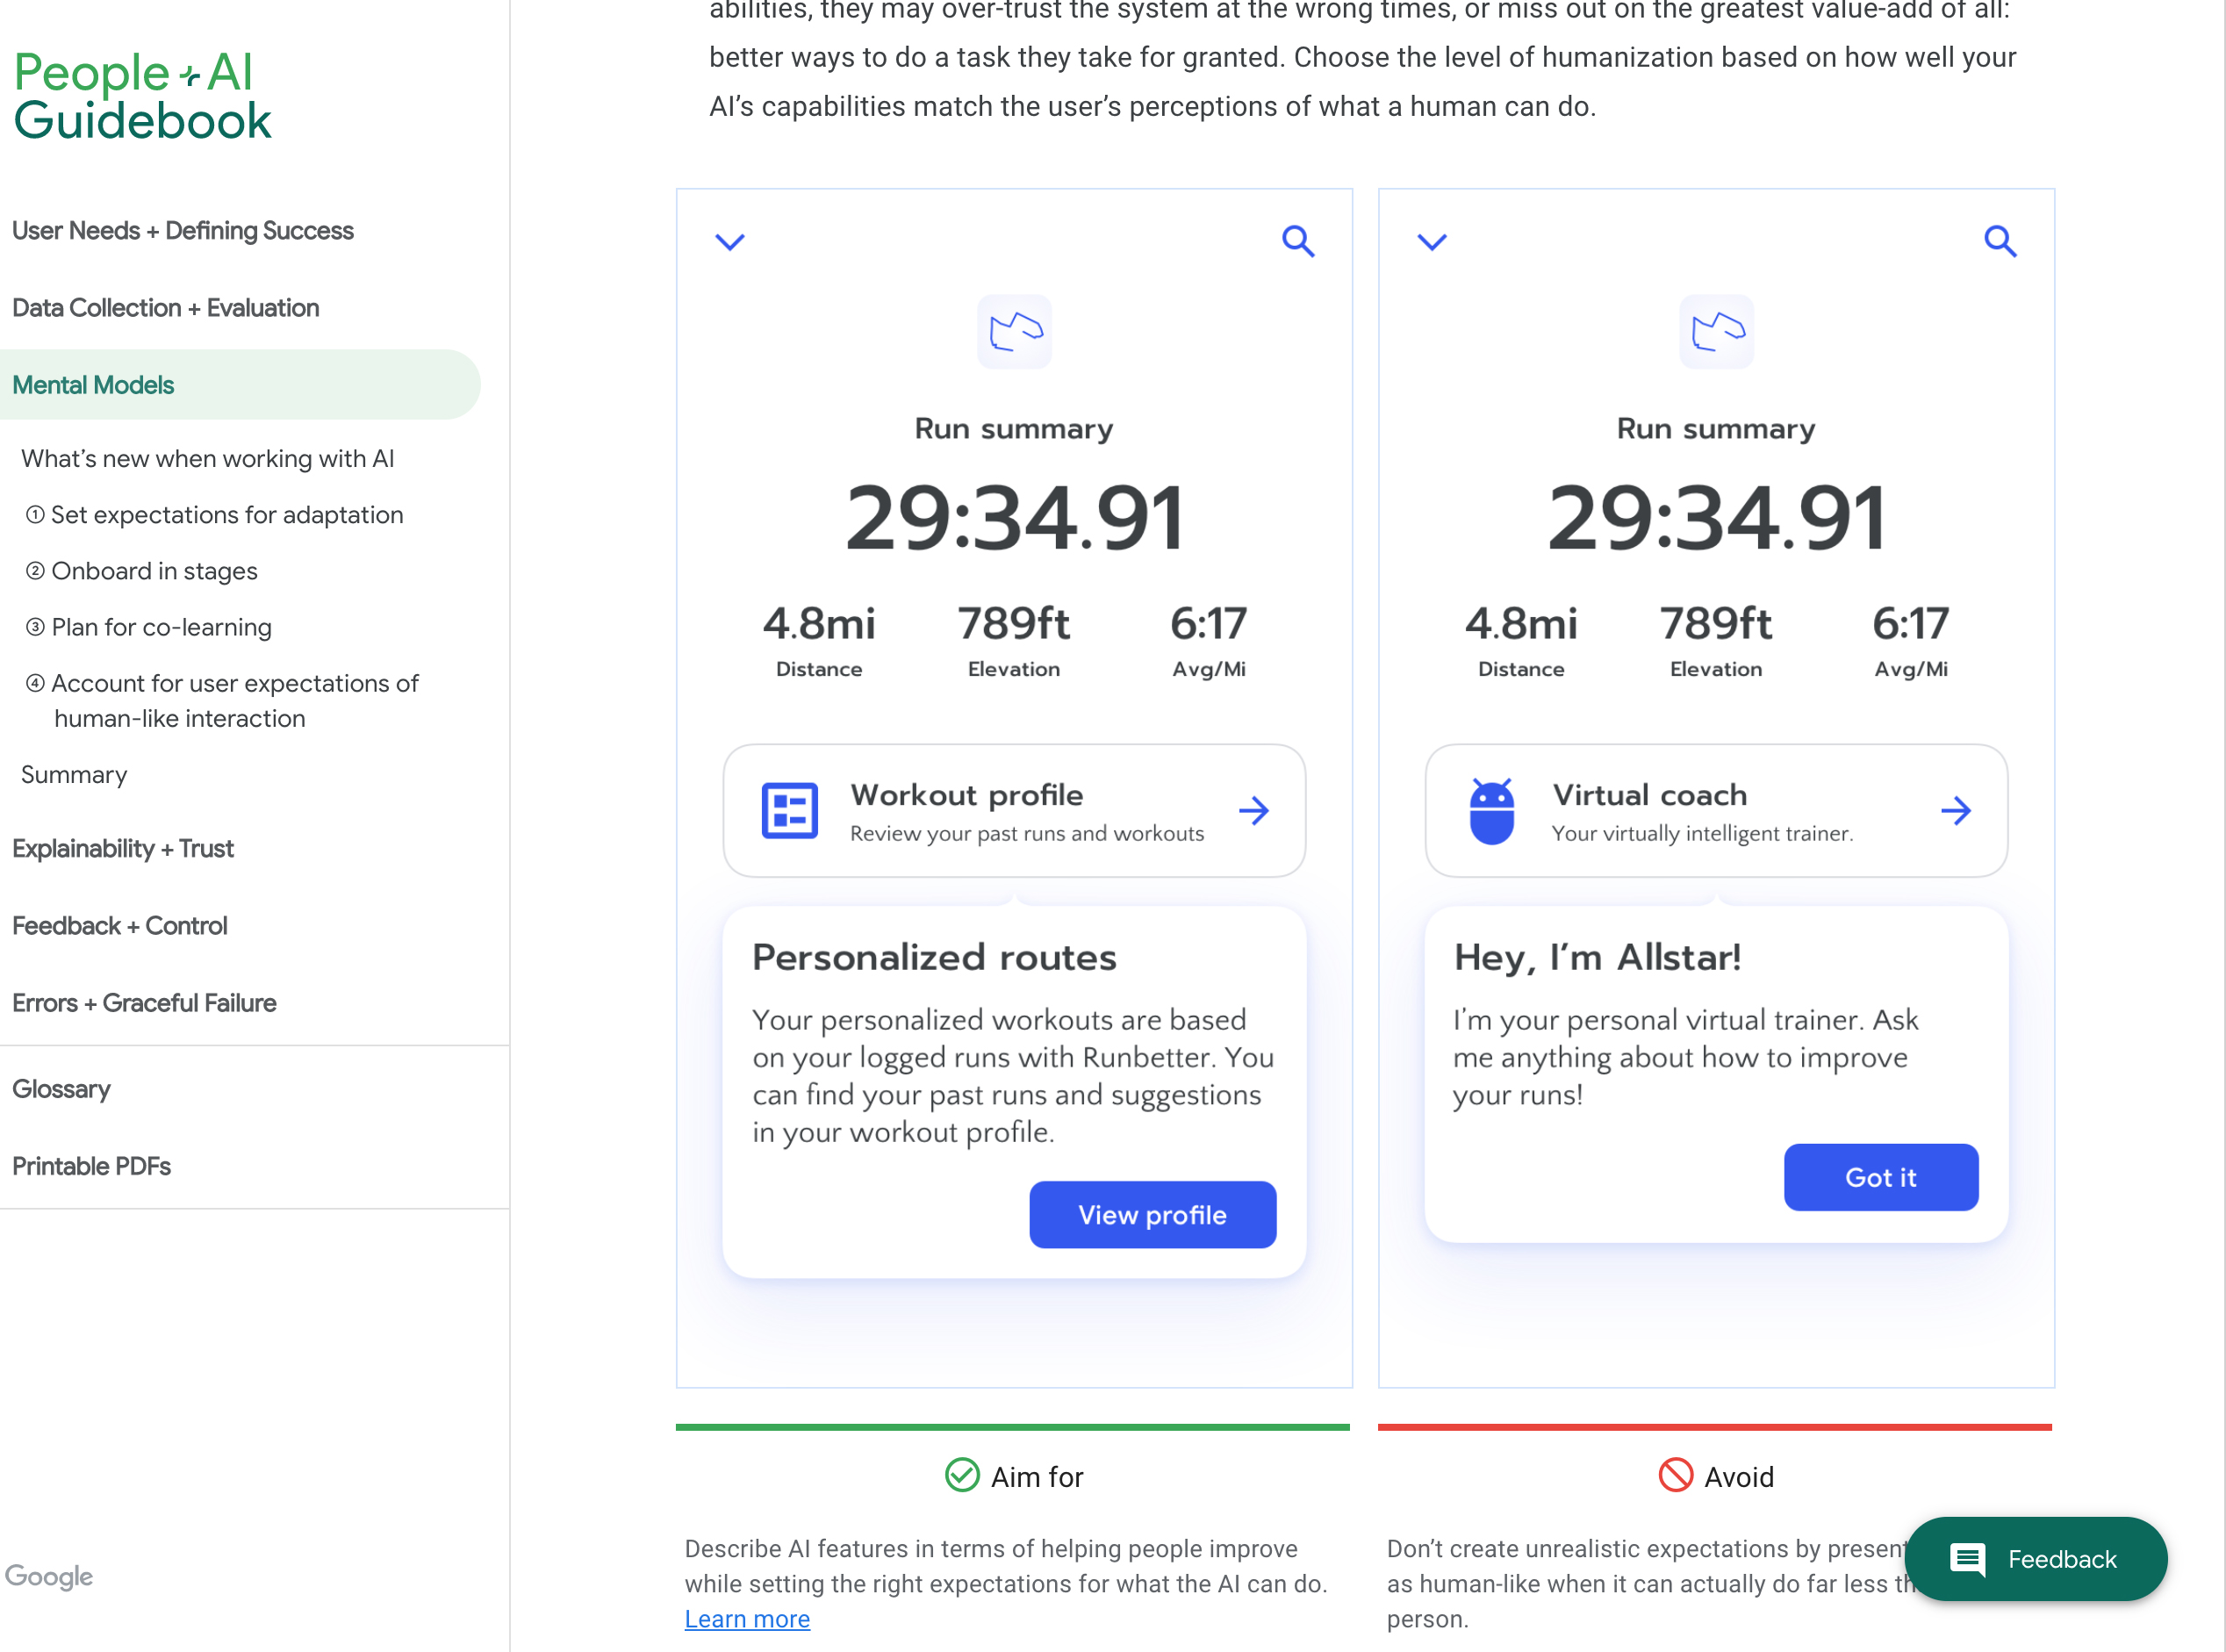 People + AI
Guidebook
User Needs + Defining Success
Data Collection + Evaluation
Mental Models
What’s new when working with AI
① Set expectations for adaptation
② Onboard in stages
③ Plan for co-learning
④ Account for user expectations of
human-like interaction
Summary
Explainability + Trust
Feedback + Control
Errors + Graceful Failure
Glossary
Printable PDFs
Google
abilities, they may over-trust the system at the wrong times, or miss out on the greatest value-add of all:
better ways to do a task they take for granted. Choose the level of humanization based on how well your
AI’s capabilities match the user’s perceptions of what a human can do.
Run summary
29:34.91
4.8mi 789ft 6:17
Distance Elevation Avg/Mi
Workout profile
Review your past runs and workouts
Personalized routes
Your personalized workouts are based
on your logged runs with Runbetter. You
can find your past runs and suggestions
in your workout profile.
View profile
Aim for
Describe AI features in terms of helping people improve
while setting the right expectations for what the AI can do.
Learn more
Run summary
29:34.91
4.8mi 789ft 6:17
Distance Elevation Avg/Mi
Virtual coach
Your virtually intelligent trainer.
Hey, I’m Allstar!
I’m your personal virtual trainer. Ask
me anything about how to improve
your runs!
Got it
Avoid
Don’t create unrealistic expectations by present
as human-like when it can actually do far less
person.
Feedback